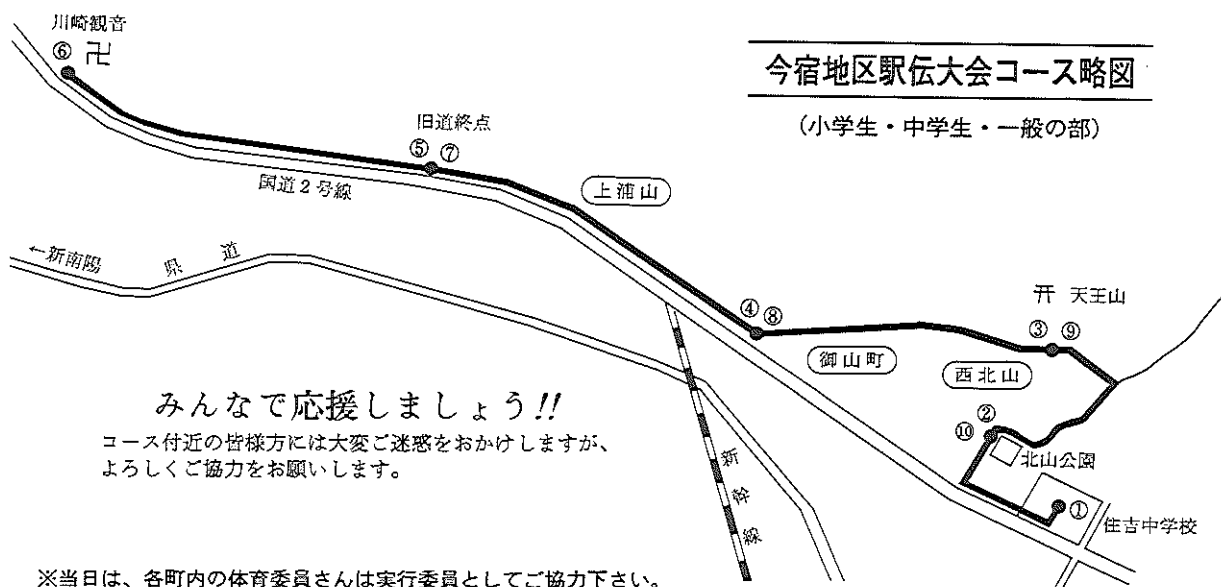 今宿地区駅伝大会コース略図
(小学生・中学生・一般の部)
川崎観音
⑥ 卍
旧道終点
⑤ ⑦
国道2号線
上浦山
←新南陽 県道
④ ⑧
开 天王山
③ ⑨
御山町
西北山
②
⑩
北山公園
①
住吉中学校
新幹線
みんなで応援しましょう!!
コース付近の皆様方には大変ご迷惑をおかけしますが、
よろしくご協力をお願いします。
※当日は、各町内の体育委員さんは実行委員としてご協力下さい。